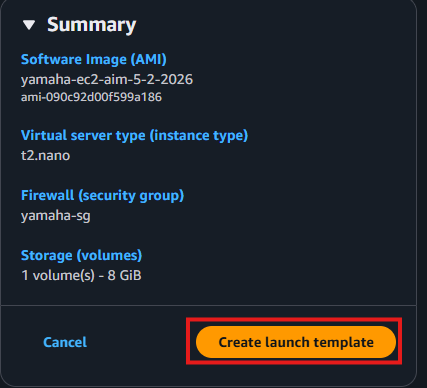 Summary
Software Image (AMI)
yamaha-ec2-aim-5-2-2026
ami-090c92d00f599a186
Virtual server type (instance type)
t2.nano
Firewall (security group)
yamaha-sg
Storage (volumes)
1 volume(s) - 8 GiB
Cancel
Create launch template